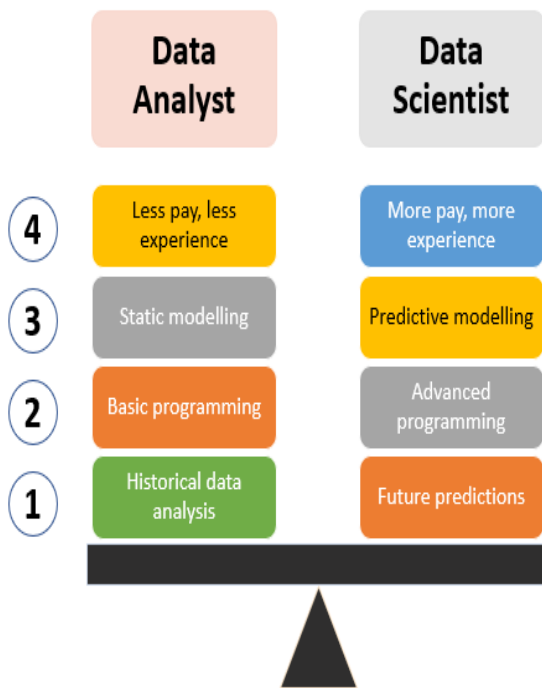 Data
Analyst
Data
Scientist
4
Less pay, less
experience
More pay, more
experience
3
Static modelling
Predictive modelling
2
Basic programming
Advanced
programming
1
Historical data
analysis
Future predictions